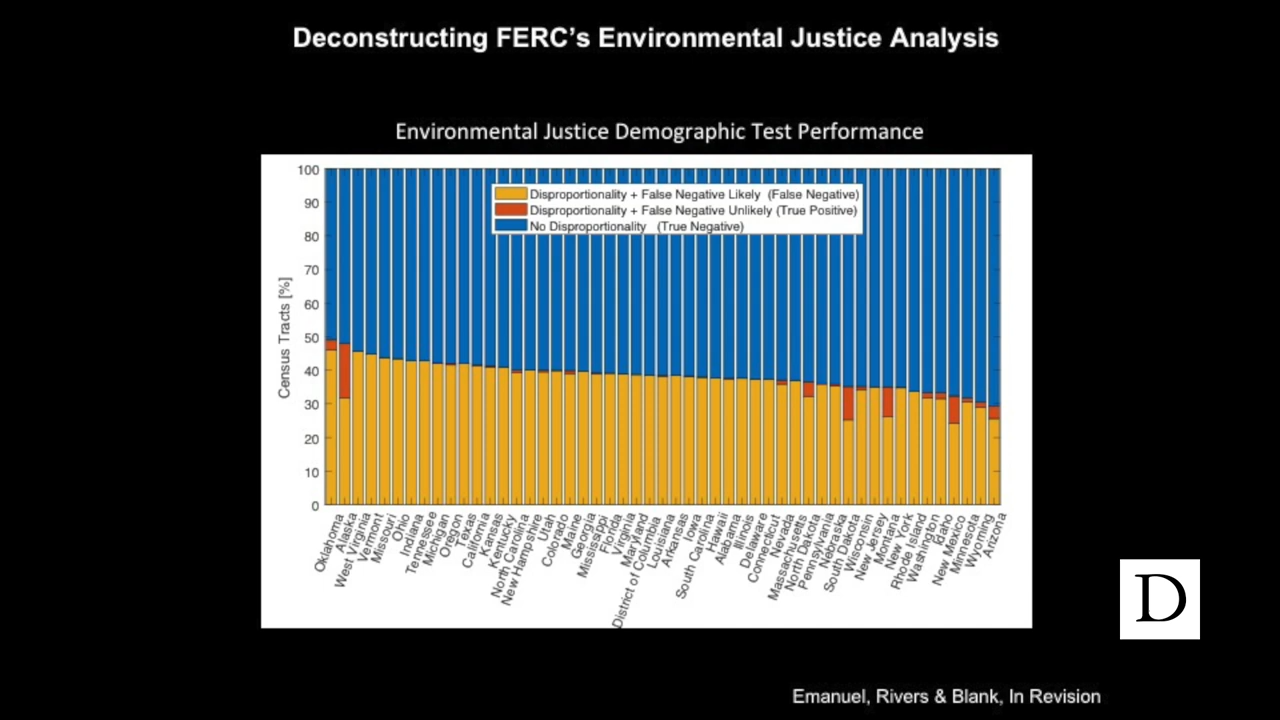 Deconstructing FERC's Environmental Justice Analysis
Environmental Justice Demographic Test Performance
100
90
80
70
60
50
40
30
20
10
0
Census Tracts [%]
Disproportionality + False Negative Likely (False Negative)
Disproportionality + False Negative Unlikely (True Positive)
No Disproportionality (True Negative)
Oklahoma
Alaska
West Virginia
Vermont
Missouri
Ohio
Indiana
Tennessee
Michigan
Oregon
Texas
California
Kansas
Kentucky
North Carolina
New Hampshire
Utah
Colorado
Maine
Georgia
Mississippi
Florida
Virginia
Maryland
District of Columbia
Louisiana
Arkansas
Iowa
South Carolina
Hawaii
Alabama
Illinois
Delaware
Connecticut
Nevada
Massachusetts
North Dakota
Pennsylvania
Nebraska
South Dakota
Wisconsin
New Jersey
Montana
New York
Rhode Island
Washington
Idaho
New Mexico
Minnesota
Wyoming
Arizona
D
Emanuel, Rivers & Blank, In Revision